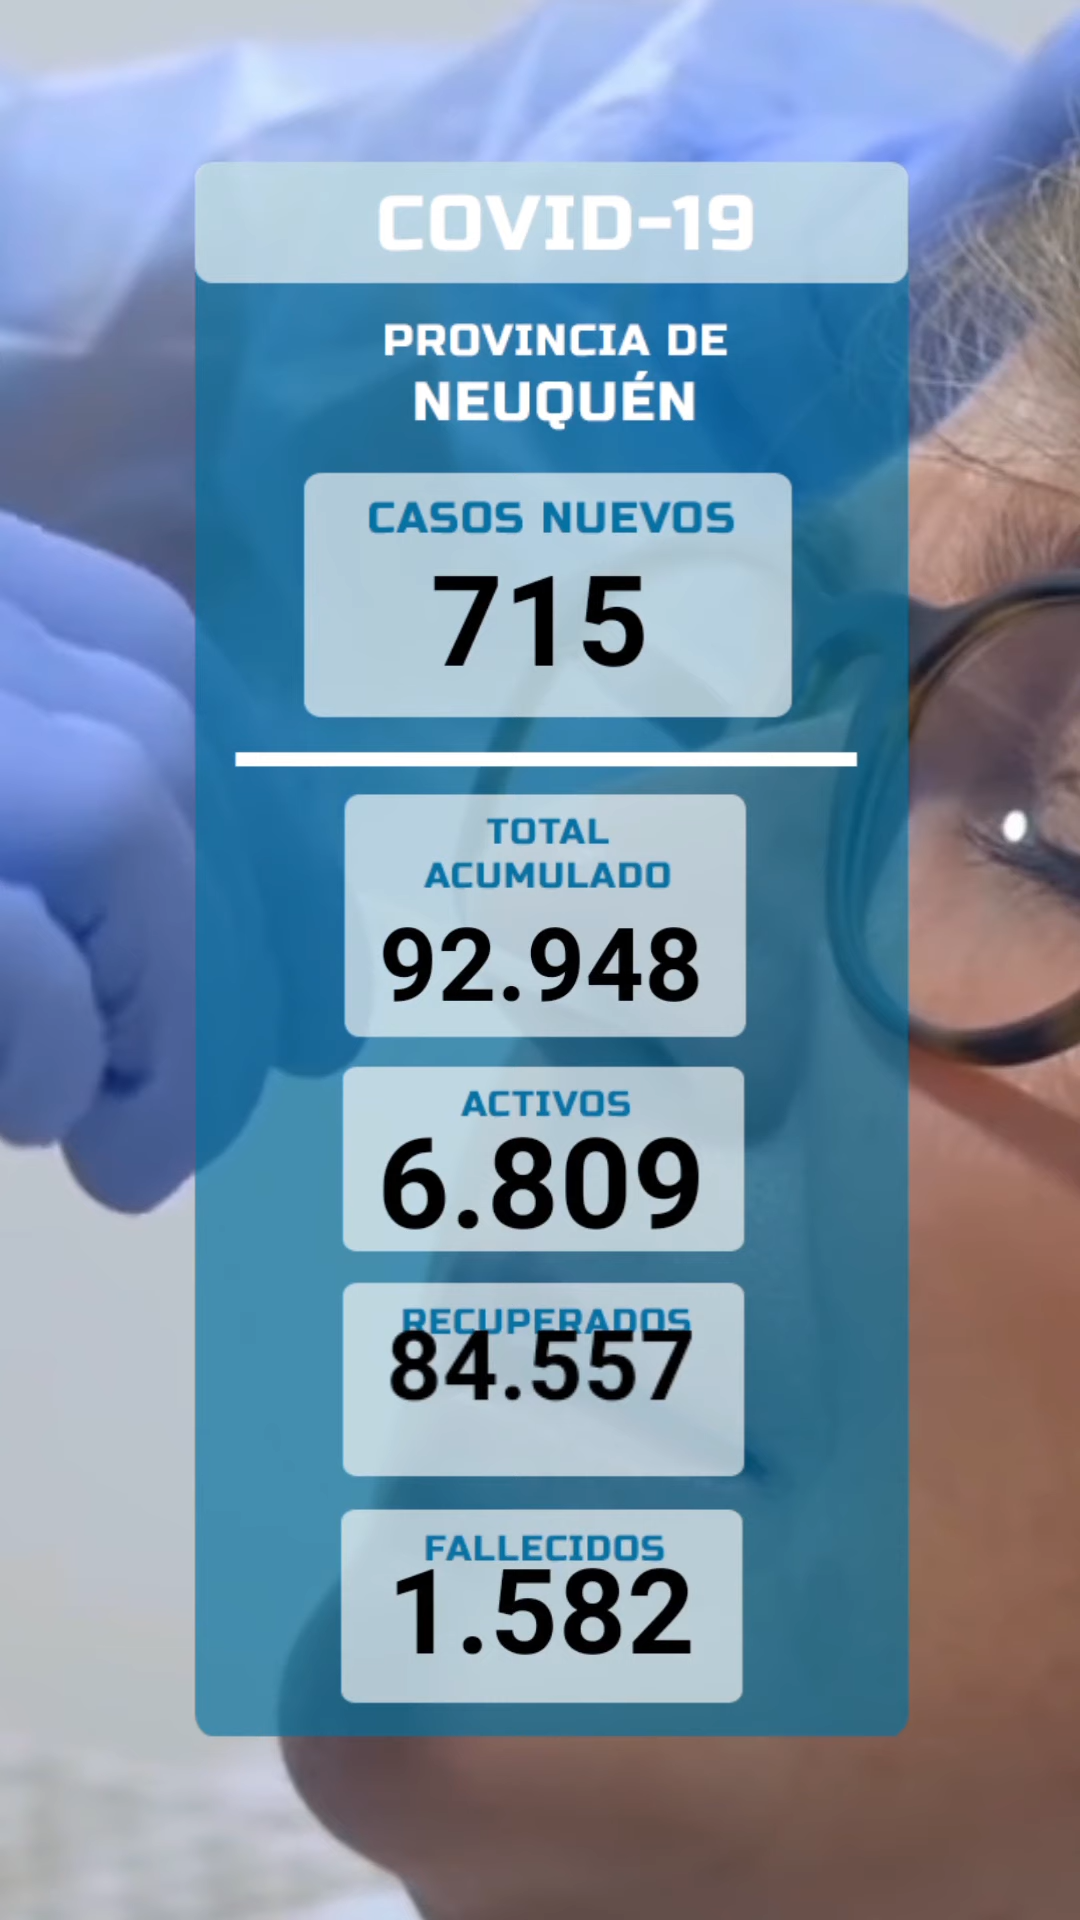 COVID-19
PROVINCIA DE
NEUQUÉN
CASOS NUEVOS
715
TOTAL
ACUMULADO
92.948
ACTIVOS
6.809
RECUPERADOS
84.557
FALLECIDOS
1.582